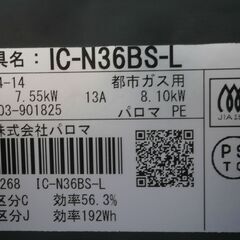 具名： IC-N36BS-L
4-14 都市ガス用
7.55kW 13A 8.10kW
03-901825 パロマ PE
株式会社パロマ
268 IC-N36BS-L
区分C 効率56.3%
区分J 効率192Wh
JIA
PS
TG